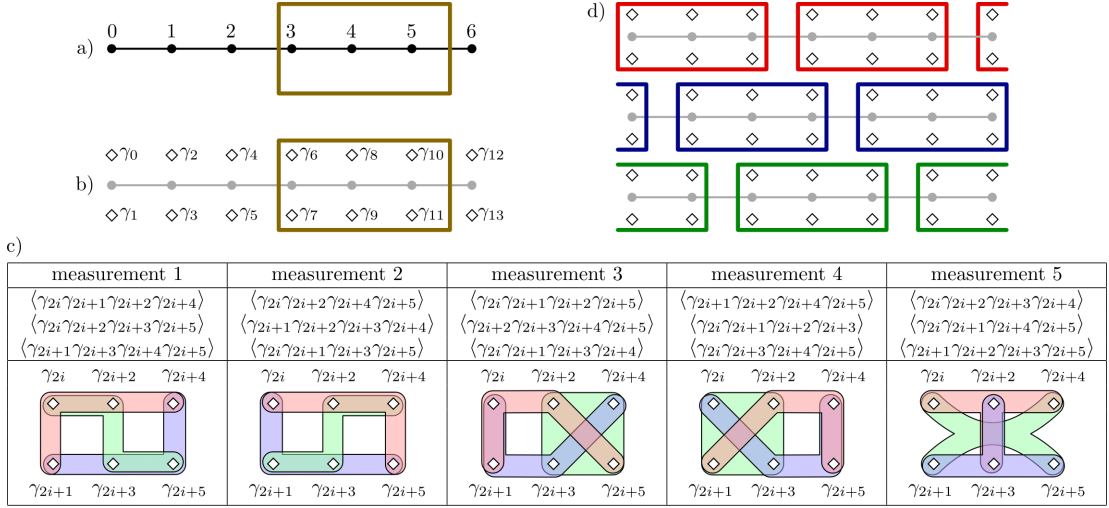 d)
0 1 2 3 4 5 6
a)
γ0 γ2 γ4 γ6 γ8 γ10 γ12
b)
γ1 γ3 γ5 γ7 γ9 γ11 γ13
c)
measurement 1 measurement 2 measurement 3 measurement 4 measurement 5
⟨γ2iγ2i+1γ2i+2γ2i+4⟩ ⟨γ2iγ2i+2γ2i+4γ2i+5⟩ ⟨γ2iγ2i+1γ2i+2γ2i+5⟩ ⟨γ2i+1γ2i+2γ2i+4γ2i+5⟩ ⟨γ2iγ2i+2γ2i+3γ2i+4⟩
⟨γ2iγ2i+2γ2i+3γ2i+5⟩ ⟨γ2i+1γ2i+2γ2i+3γ2i+4⟩ ⟨γ2i+2γ2i+3γ2i+4γ2i+5⟩ ⟨γ2iγ2i+1γ2i+2γ2i+3⟩ ⟨γ2iγ2i+1γ2i+4γ2i+5⟩
⟨γ2i+1γ2i+3γ2i+4γ2i+5⟩ ⟨γ2iγ2i+1γ2i+3γ2i+5⟩ ⟨γ2iγ2i+1γ2i+3γ2i+4⟩ ⟨γ2iγ2i+3γ2i+4γ2i+5⟩ ⟨γ2i+1γ2i+2γ2i+3γ2i+5⟩
γ2i γ2i+2 γ2i+4 γ2i γ2i+2 γ2i+4 γ2i γ2i+2 γ2i+4 γ2i γ2i+2 γ2i+4 γ2i γ2i+2 γ2i+4
γ2i+1 γ2i+3 γ2i+5 γ2i+1 γ2i+3 γ2i+5 γ2i+1 γ2i+3 γ2i+5 γ2i+1 γ2i+3 γ2i+5 γ2i+1 γ2i+3 γ2i+5